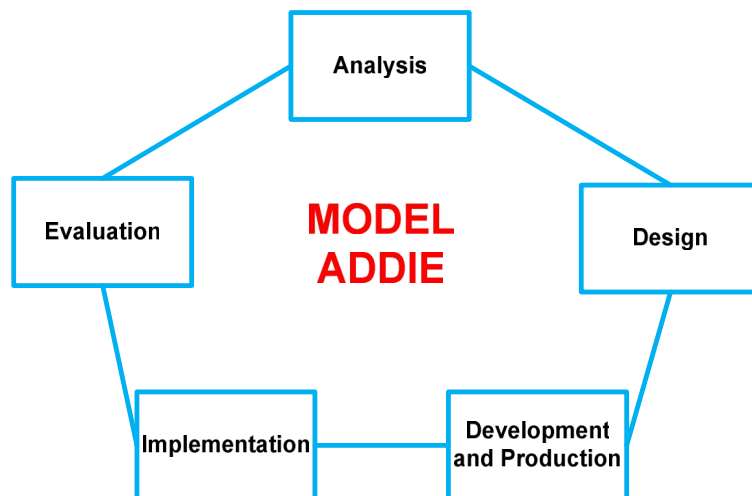 Analysis
Evaluation
MODEL
ADDIE
Design
Implementation
Development
and Production